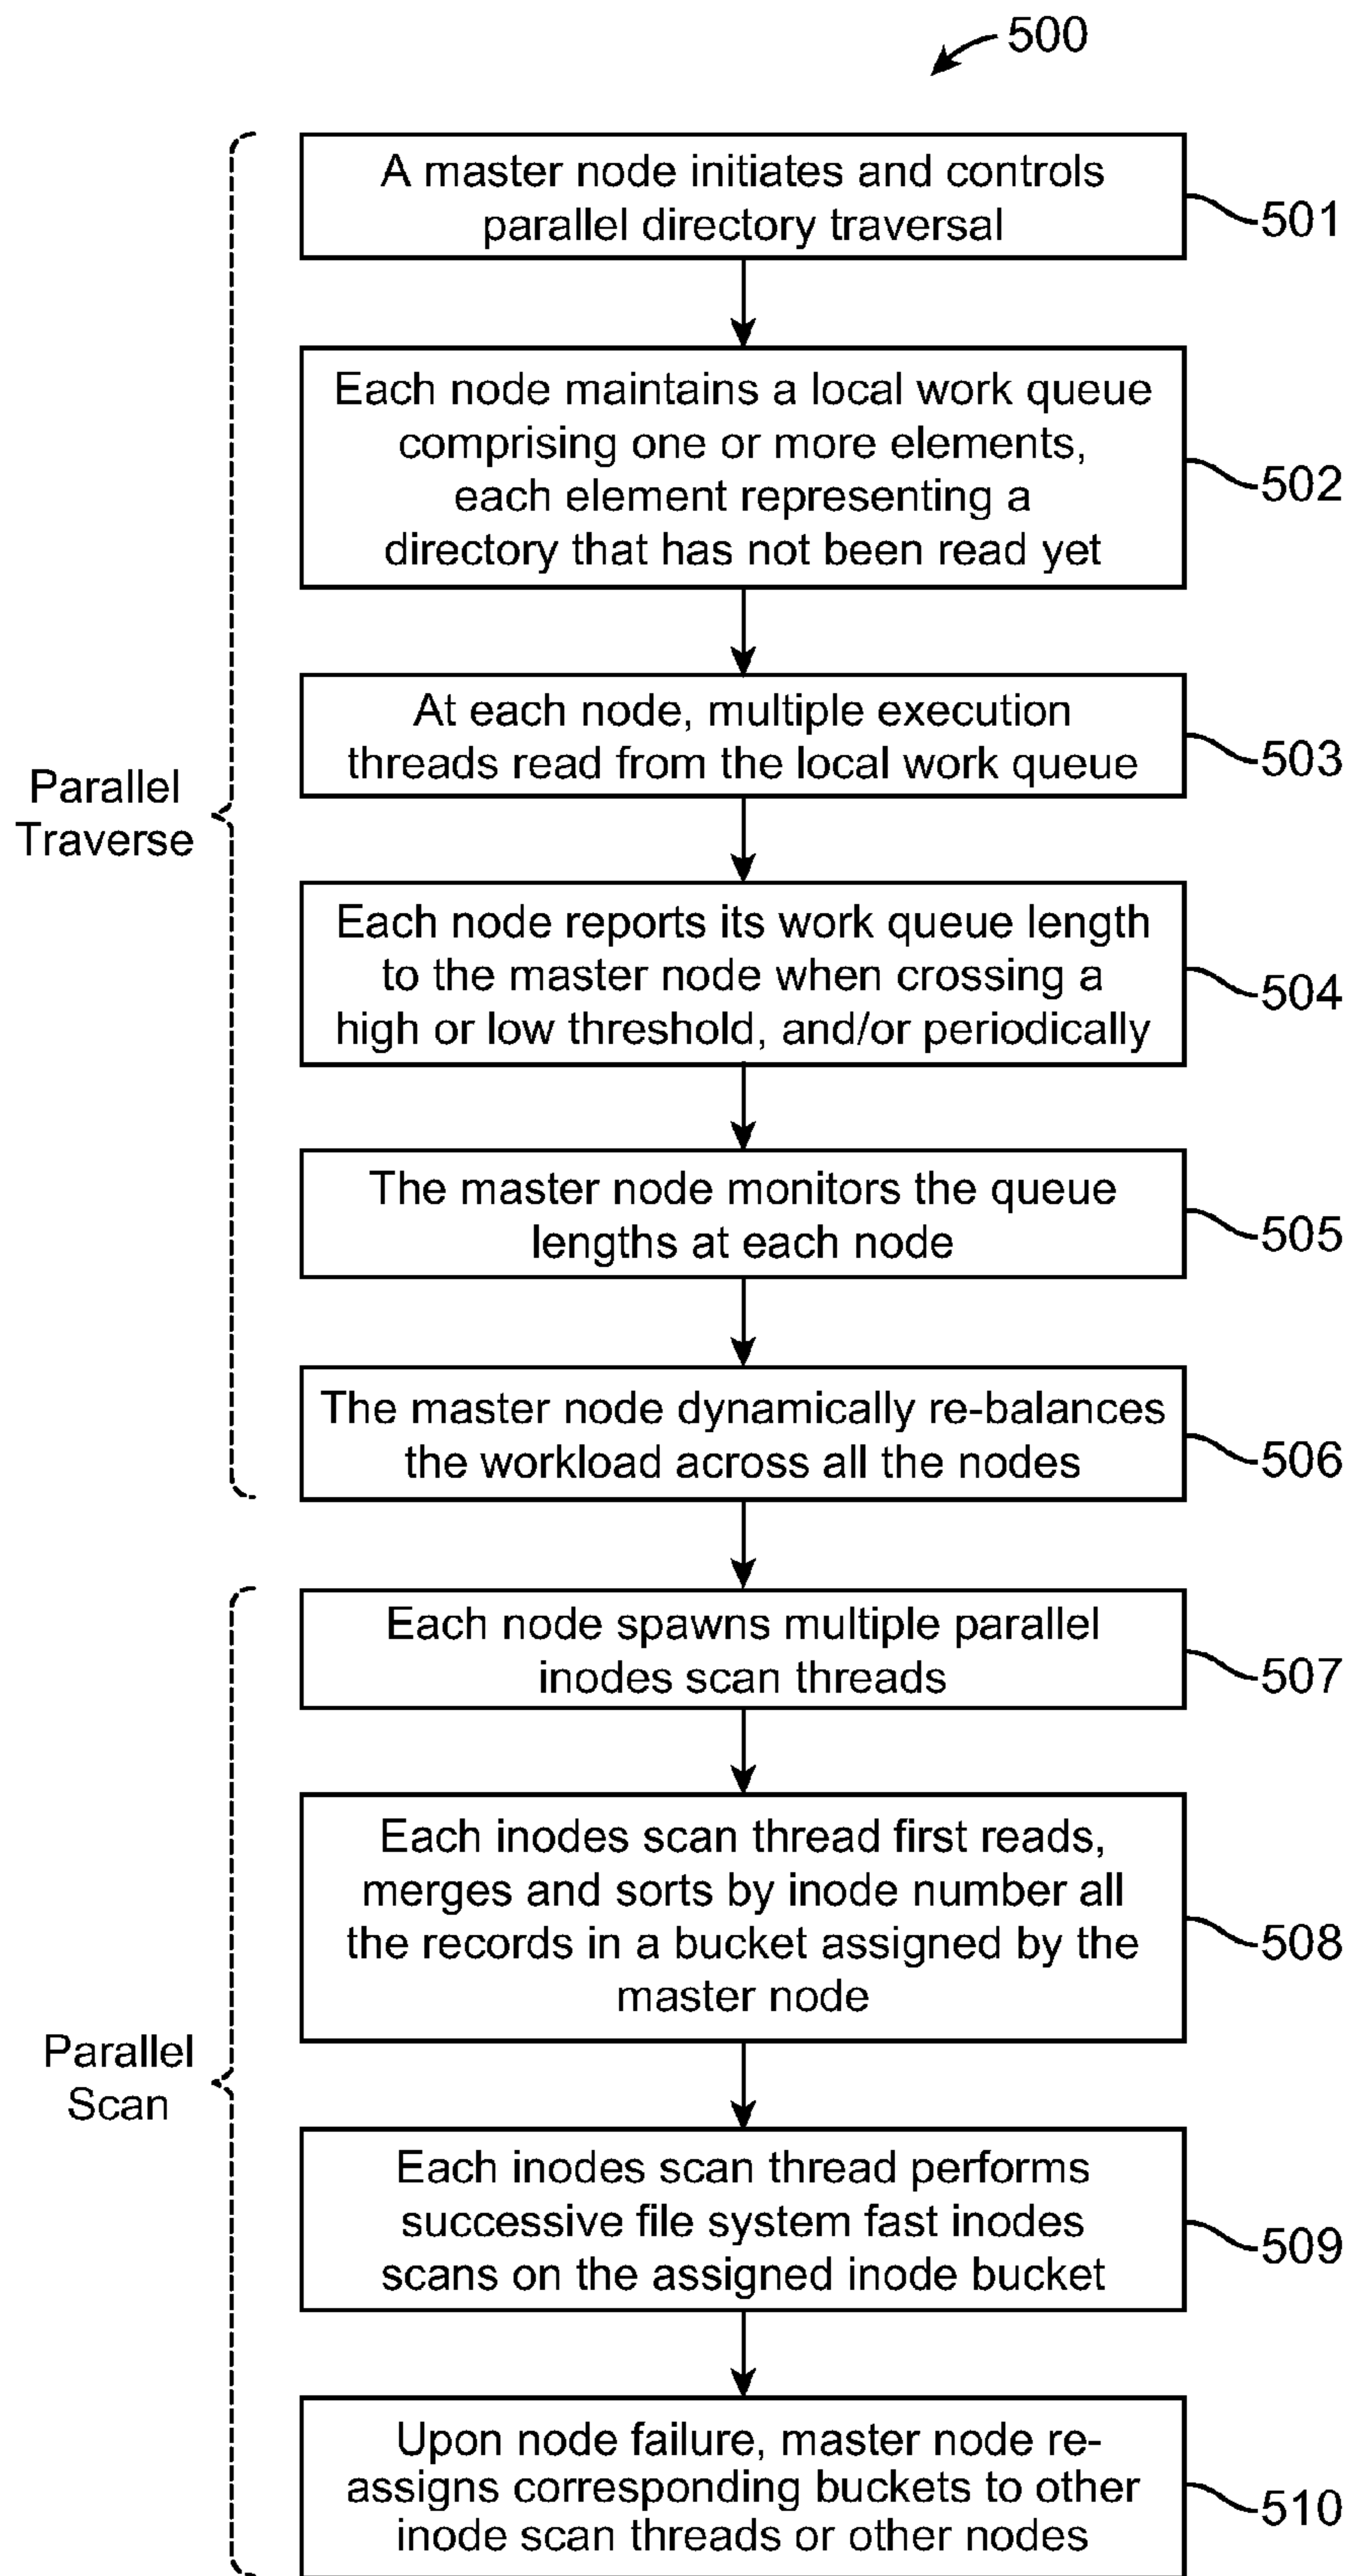 500
A master node initiates and controls
parallel directory traversal
501
Each node maintains a local work queue
comprising one or more elements,
each element representing a
directory that has not been read yet
502
At each node, multiple execution
threads read from the local work queue
503
Parallel
Traverse
Each node reports its work queue length
to the master node when crossing a
high or low threshold, and/or periodically
504
The master node monitors the queue
lengths at each node
505
The master node dynamically re-balances
the workload across all the nodes
506
Each node spawns multiple parallel
inodes scan threads
507
Each inodes scan thread first reads,
merges and sorts by inode number all
the records in a bucket assigned by the
master node
508
Parallel
Scan
Each inodes scan thread performs
successive file system fast inodes
scans on the assigned inode bucket
509
Upon node failure, master node re-
assigns corresponding buckets to other
inode scan threads or other nodes
510